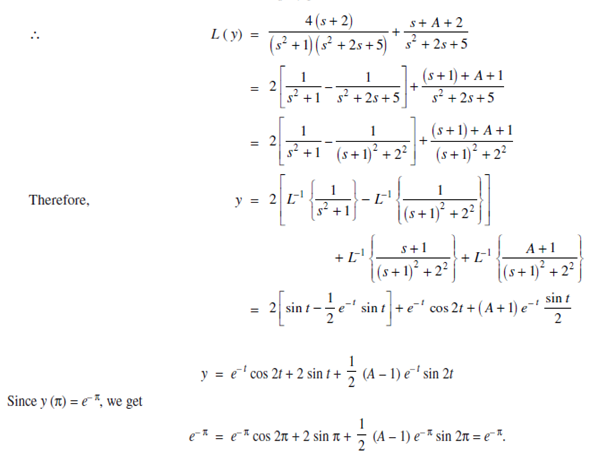 ∴ L(y) = 4(s+2)/((s²+1)(s²+2s+5)) + (s+A+2)/(s²+2s+5)
= 2[1/(s²+1) − 1/(s²+2s+5)] + ((s+1)+A+1)/(s²+2s+5)
= 2[1/(s²+1) − 1/((s+1)²+2²)] + ((s+1)+A+1)/((s+1)²+2²)
Therefore, y = 2[L⁻¹{1/(s²+1)} − L⁻¹{1/((s+1)²+2²)}]
+ L⁻¹{(s+1)/((s+1)²+2²)} + L⁻¹{(A+1)/((s+1)²+2²)}
= 2[sin t − 1/2 e⁻ᵗ sin t] + e⁻ᵗ cos 2t + (A+1) e⁻ᵗ sin t/2
y = e⁻ᵗ cos 2t + 2 sin t + 1/2 (A−1) e⁻ᵗ sin 2t
Since y (π) = e^−π, we get
e^−π = e^−π cos 2π + 2 sin π + 1/2 (A−1) e^−π sin 2π = e^−π.